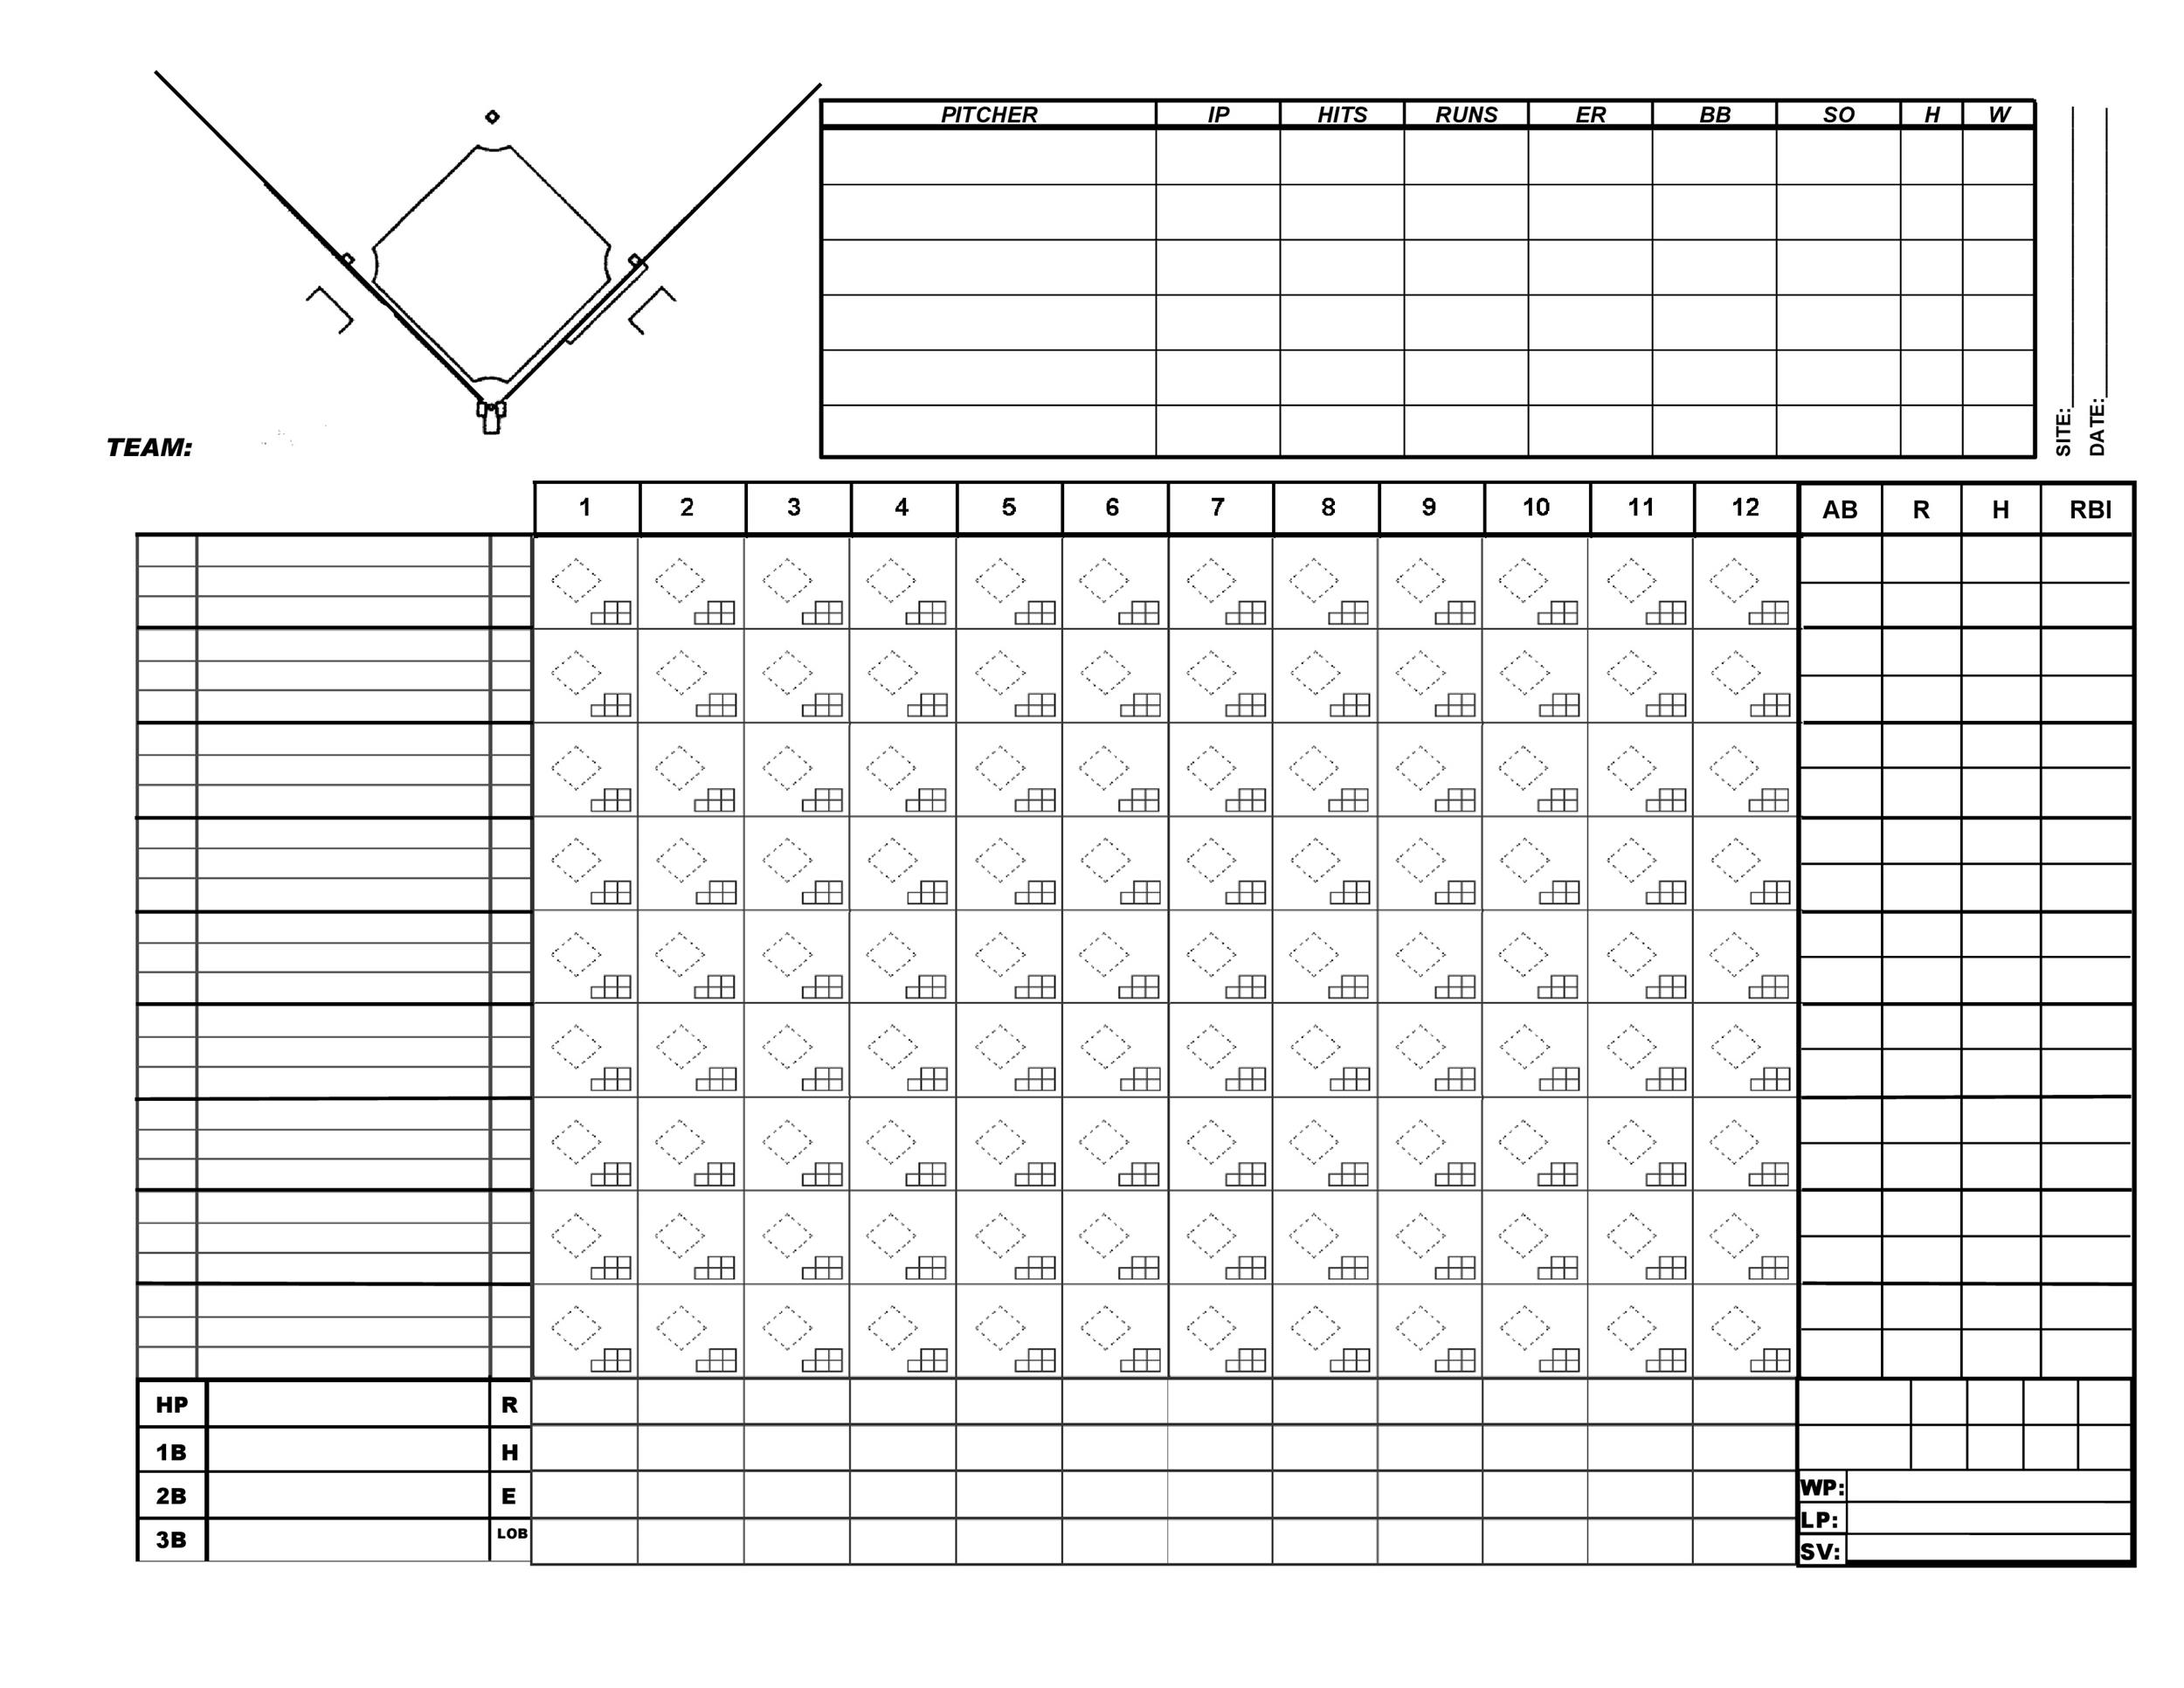 PITCHER IP HITS RUNS ER BB SO H W
SITE:
DATE:
TEAM:
1 2 3 4 5 6 7 8 9 10 11 12 AB R H RBI
HP R
1B H
2B E
WP:
3B LOB
LP:
SV: